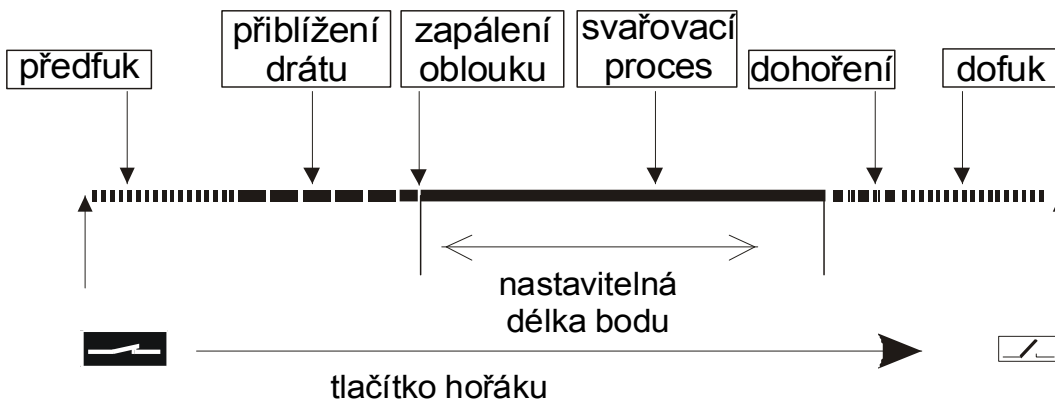 předfuk
přiblížení
drátu
zapálení
oblouku
svařovací
proces
dohoření
dofuk
nastavitelná
délka bodu
tlačítko hořáku